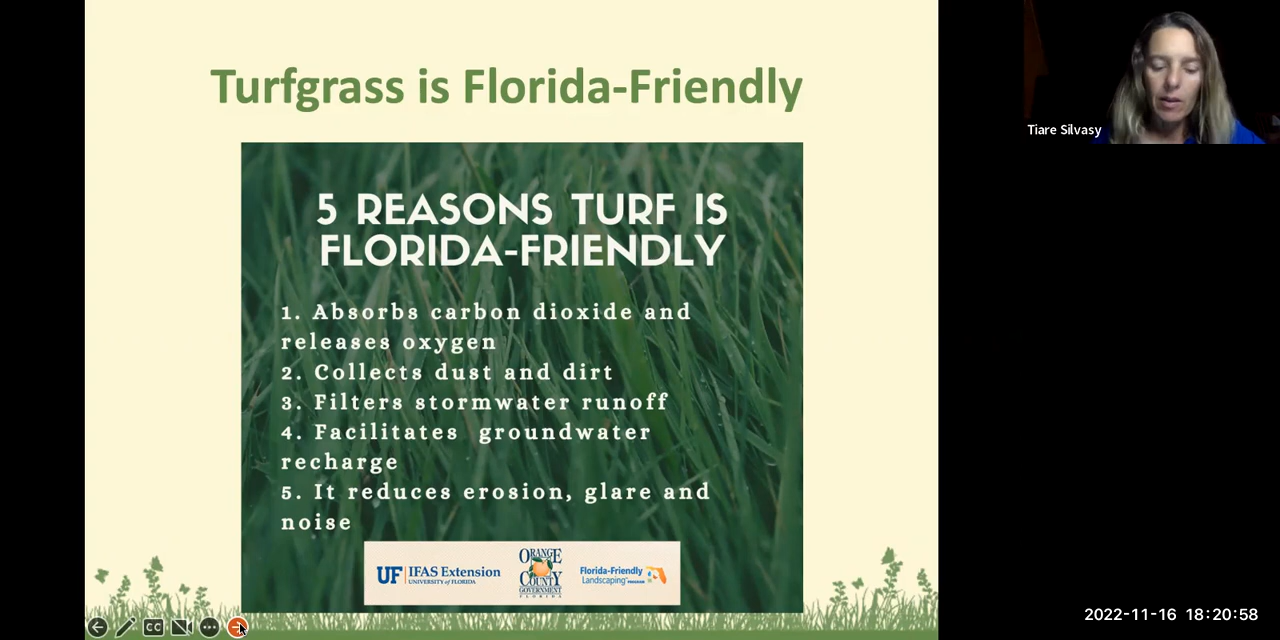 Turfgrass is Florida-Friendly
5 REASONS TURF IS
FLORIDA-FRIENDLY
1. Absorbs carbon dioxide and
releases oxygen
2. Collects dust and dirt
3. Filters stormwater runoff
4. Facilitates groundwater
recharge
5. It reduces erosion, glare and
noise
UF IFAS Extension
UNIVERSITY of FLORIDA
ORANGE
COUNTY
GOVERNMENT
FLORIDA
Florida-Friendly
Landscaping PROGRAM
CC
Tiare Silvasy
2022-11-16 18:20:58